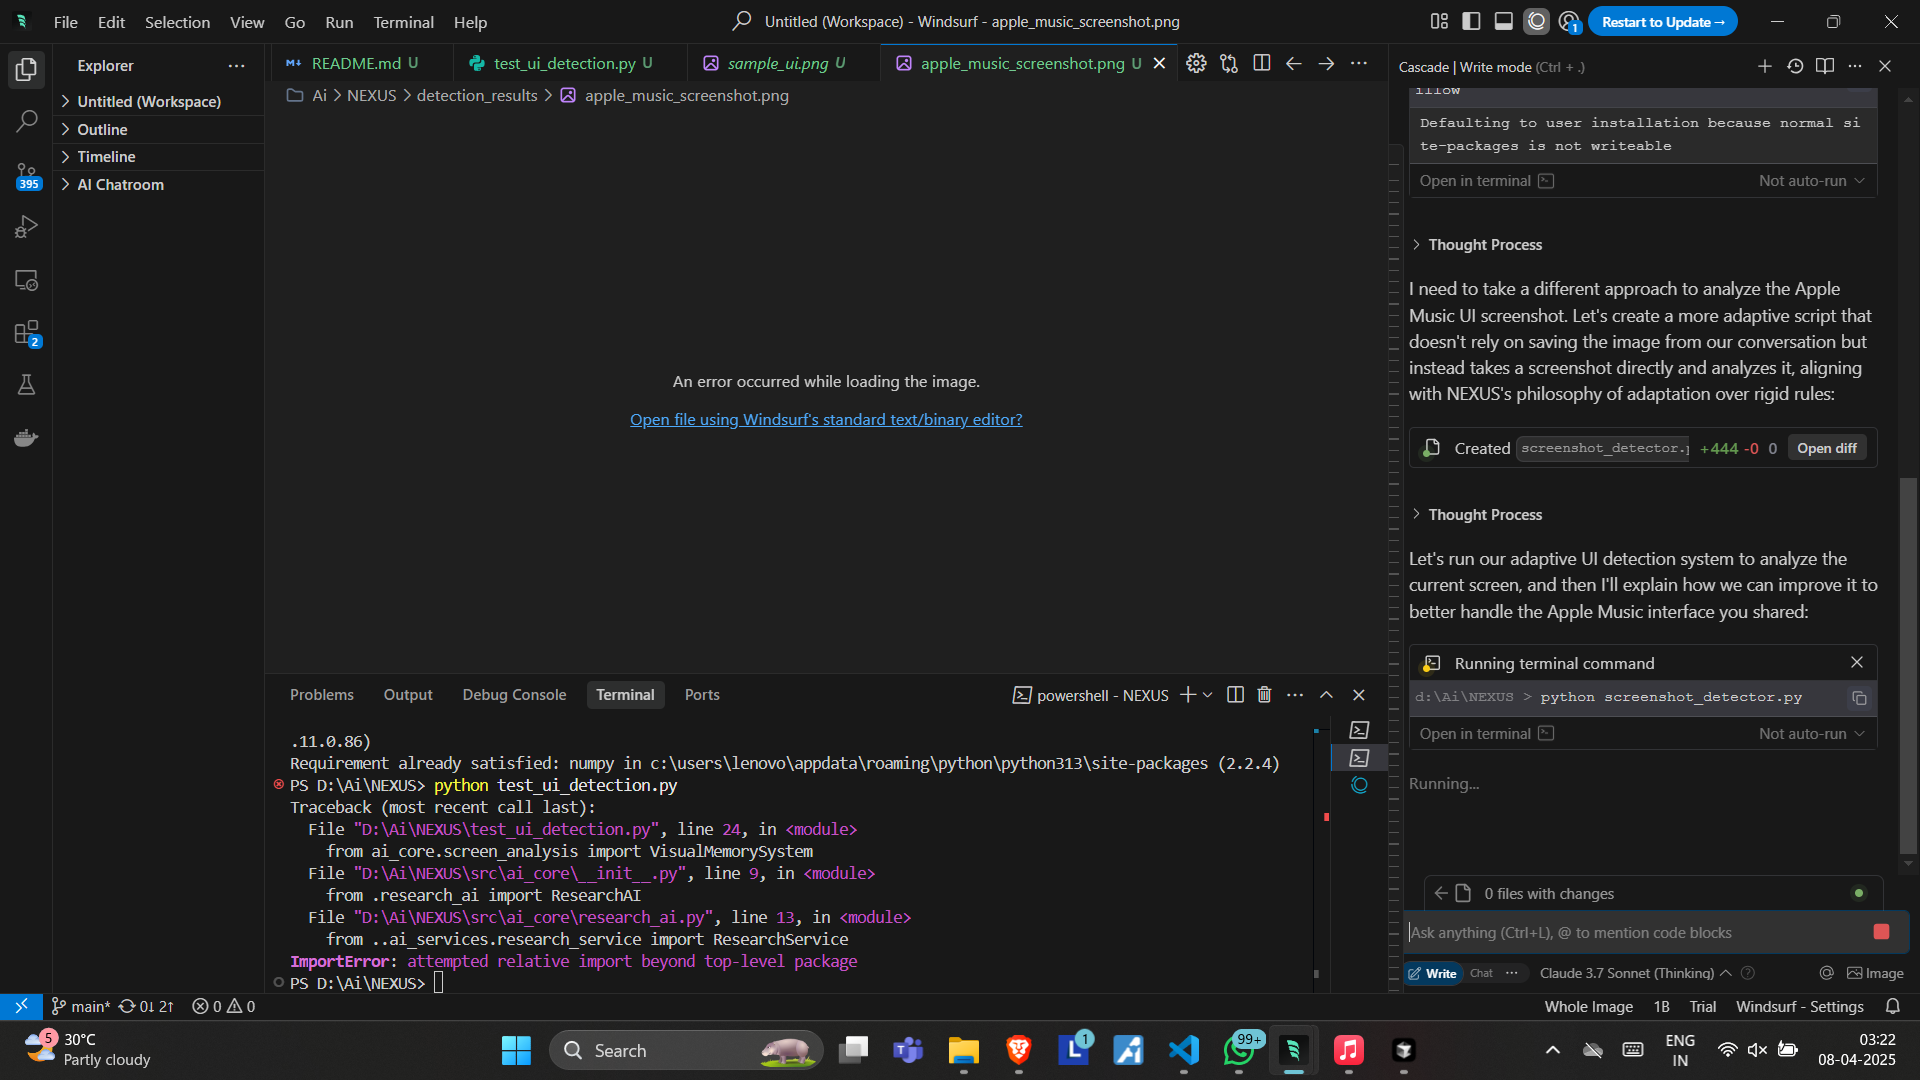 File Edit Selection View Go Run Terminal Help
Untitled (Workspace) - Windsurf - apple_music_screenshot.png
1
Restart to Update →
Explorer
Untitled (Workspace)
Outline
Timeline
AI Chatroom
395
2
README.md U
test_ui_detection.py U
sample_ui.png U
apple_music_screenshot.png U
Ai > NEXUS > detection_results > apple_music_screenshot.png
An error occurred while loading the image.
Open file using Windsurf's standard text/binary editor?
Problems Output Debug Console Terminal Ports
powershell - NEXUS
.11.0.86)
Requirement already satisfied: numpy in c:\users\lenovo\appdata\roaming\python\python313\site-packages (2.2.4)
PS D:\Ai\NEXUS> python test_ui_detection.py
Traceback (most recent call last):
File "D:\Ai\NEXUS\test_ui_detection.py", line 24, in <module>
from ai_core.screen_analysis import VisualMemorySystem
File "D:\Ai\NEXUS\src\ai_core\__init__.py", line 9, in <module>
from .research_ai import ResearchAI
File "D:\Ai\NEXUS\src\ai_core\research_ai.py", line 13, in <module>
from ..ai_services.research_service import ResearchService
ImportError: attempted relative import beyond top-level package
PS D:\Ai\NEXUS>
Cascade | Write mode (Ctrl + .)
illow
Defaulting to user installation because normal si
te-packages is not writeable
Open in terminal Not auto-run
Thought Process
I need to take a different approach to analyze the Apple
Music UI screenshot. Let's create a more adaptive script that
doesn't rely on saving the image from our conversation but
instead takes a screenshot directly and analyzes it, aligning
with NEXUS's philosophy of adaptation over rigid rules:
Created screenshot_detector.p +444 -0 0 Open diff
Thought Process
Let's run our adaptive UI detection system to analyze the
current screen, and then I'll explain how we can improve it to
better handle the Apple Music interface you shared:
Running terminal command
d:\Ai\NEXUS > python screenshot_detector.py
Open in terminal Not auto-run
Running...
0 files with changes
Ask anything (Ctrl+L), @ to mention code blocks
Write Chat ··· Claude 3.7 Sonnet (Thinking) Image
main* 0↓ 2↑ 0 0
Whole Image 1B Trial Windsurf - Settings
5
30°C
Partly cloudy
Search
1
99+
ENG
IN
03:22
08-04-2025